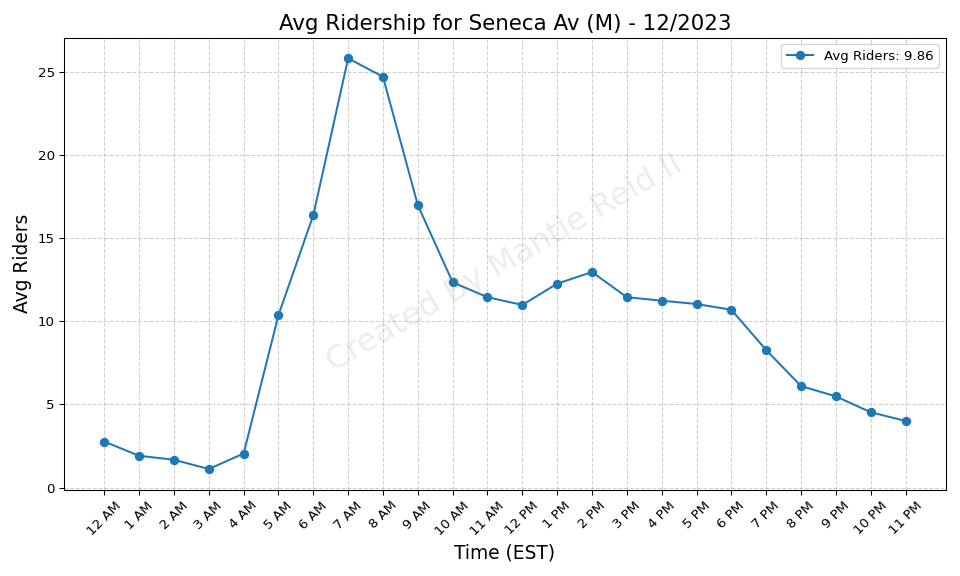 Avg Ridership for Seneca Av (M) - 12/2023
Avg Riders: 9.86
25
20
15
10
5
0
Avg Riders
Created By Mantie Reid II
12 AM
1 AM
2 AM
3 AM
4 AM
5 AM
6 AM
7 AM
8 AM
9 AM
10 AM
11 AM
12 PM
1 PM
2 PM
3 PM
4 PM
5 PM
6 PM
7 PM
8 PM
9 PM
10 PM
11 PM
Time (EST)